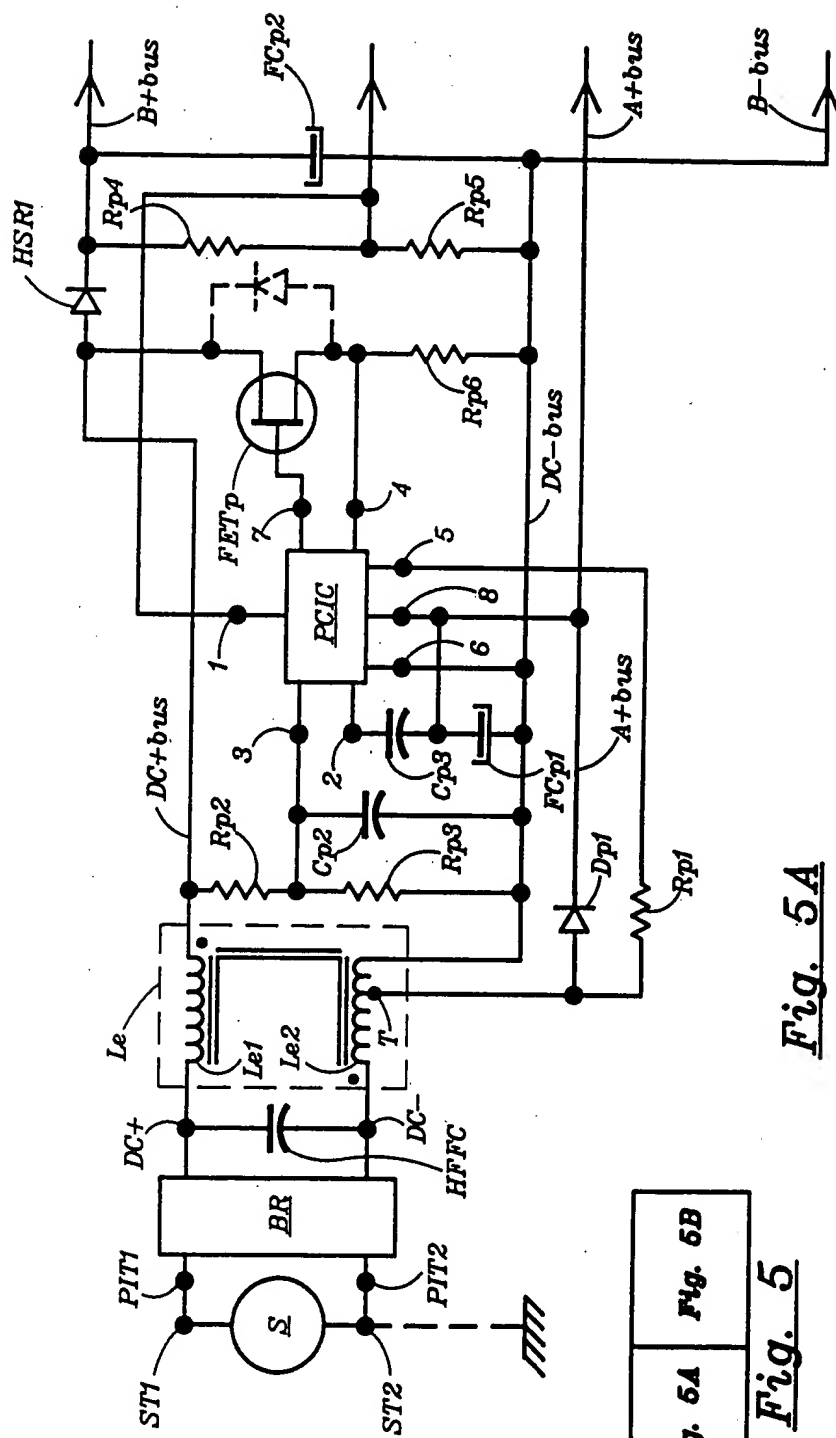 HSR1
B+bus
FCp2
Rp4
Rp5
A+bus
B-bus
DC+bus
1
FETp
7
4
Rp6
PCIC
5
8
6
DC-bus
3
2
Cp3
FCp1
A+bus
Rp2
Cp2
Rp3
Dp1
Rp1
Le
Le1
Le2
T
DC+
DC-
HFFC
BR
PIT1
PIT2
S
ST1
ST2
Fig. 5A
g. 5A
Fig. 5B
Fig. 5